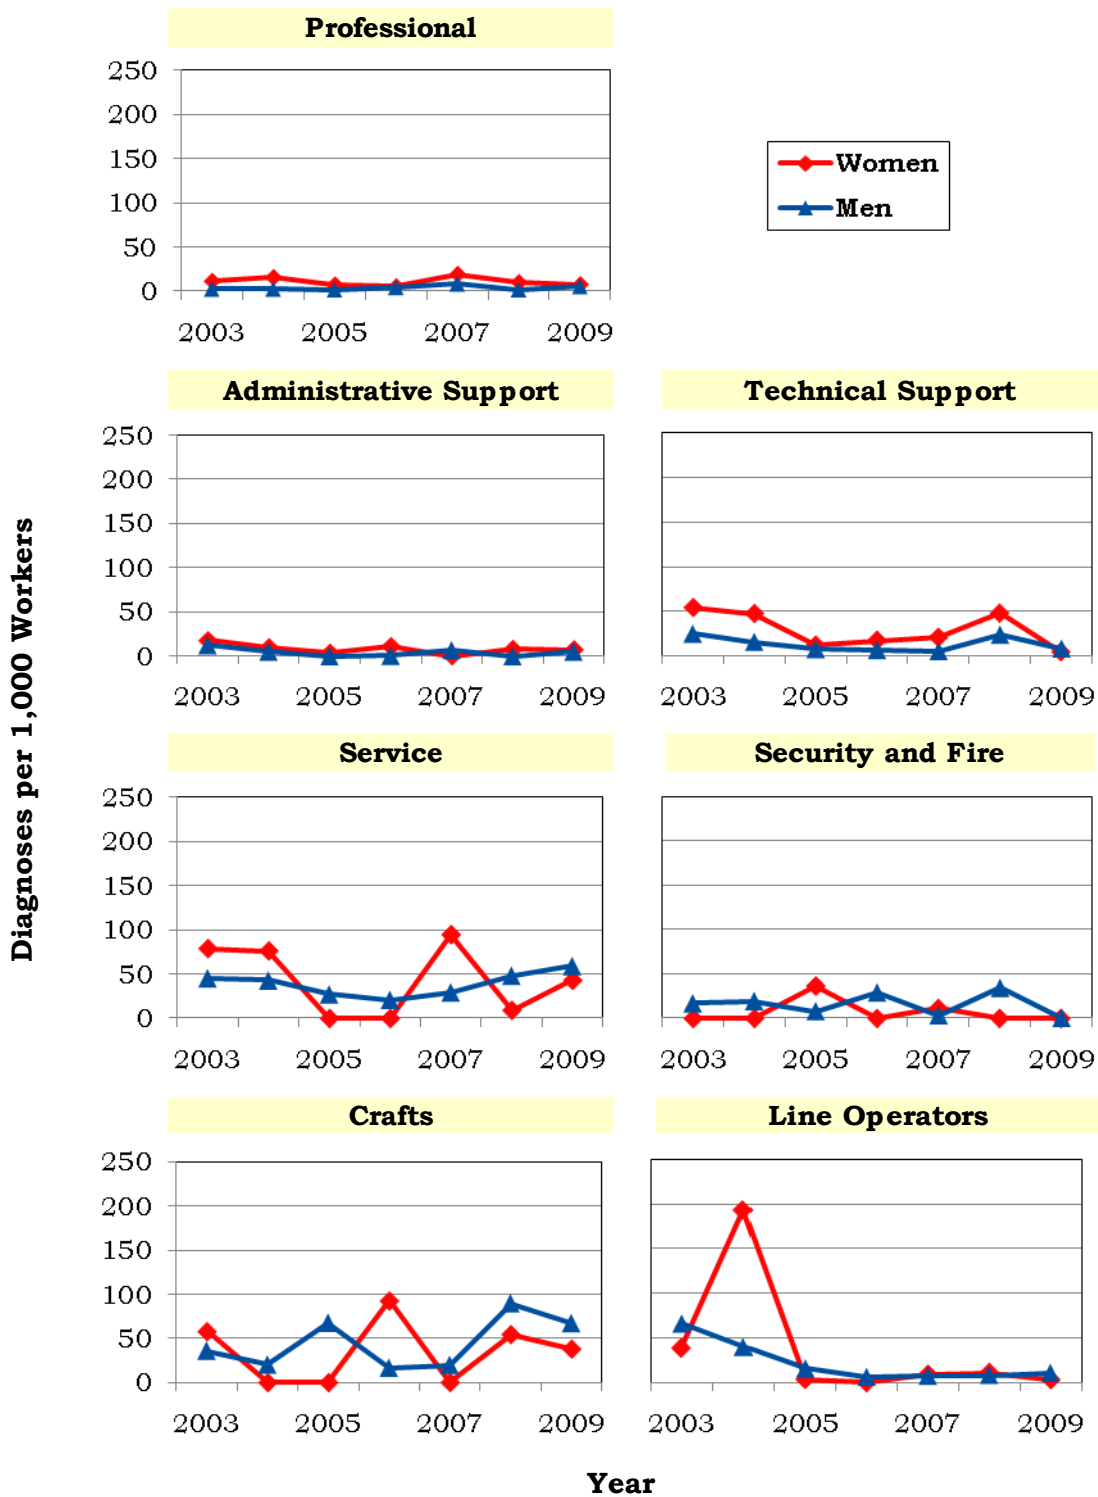 Professional
250
200
150
100
50
0
2003 2005 2007 2009
Women
Men
Diagnoses per 1,000 Workers
Administrative Support
250
200
150
100
50
0
2003 2005 2007 2009
Technical Support
2003 2005 2007 2009
Service
250
200
150
100
50
0
2003 2005 2007 2009
Security and Fire
2003 2005 2007 2009
Crafts
250
200
150
100
50
0
2003 2005 2007 2009
Line Operators
2003 2005 2007 2009
Year